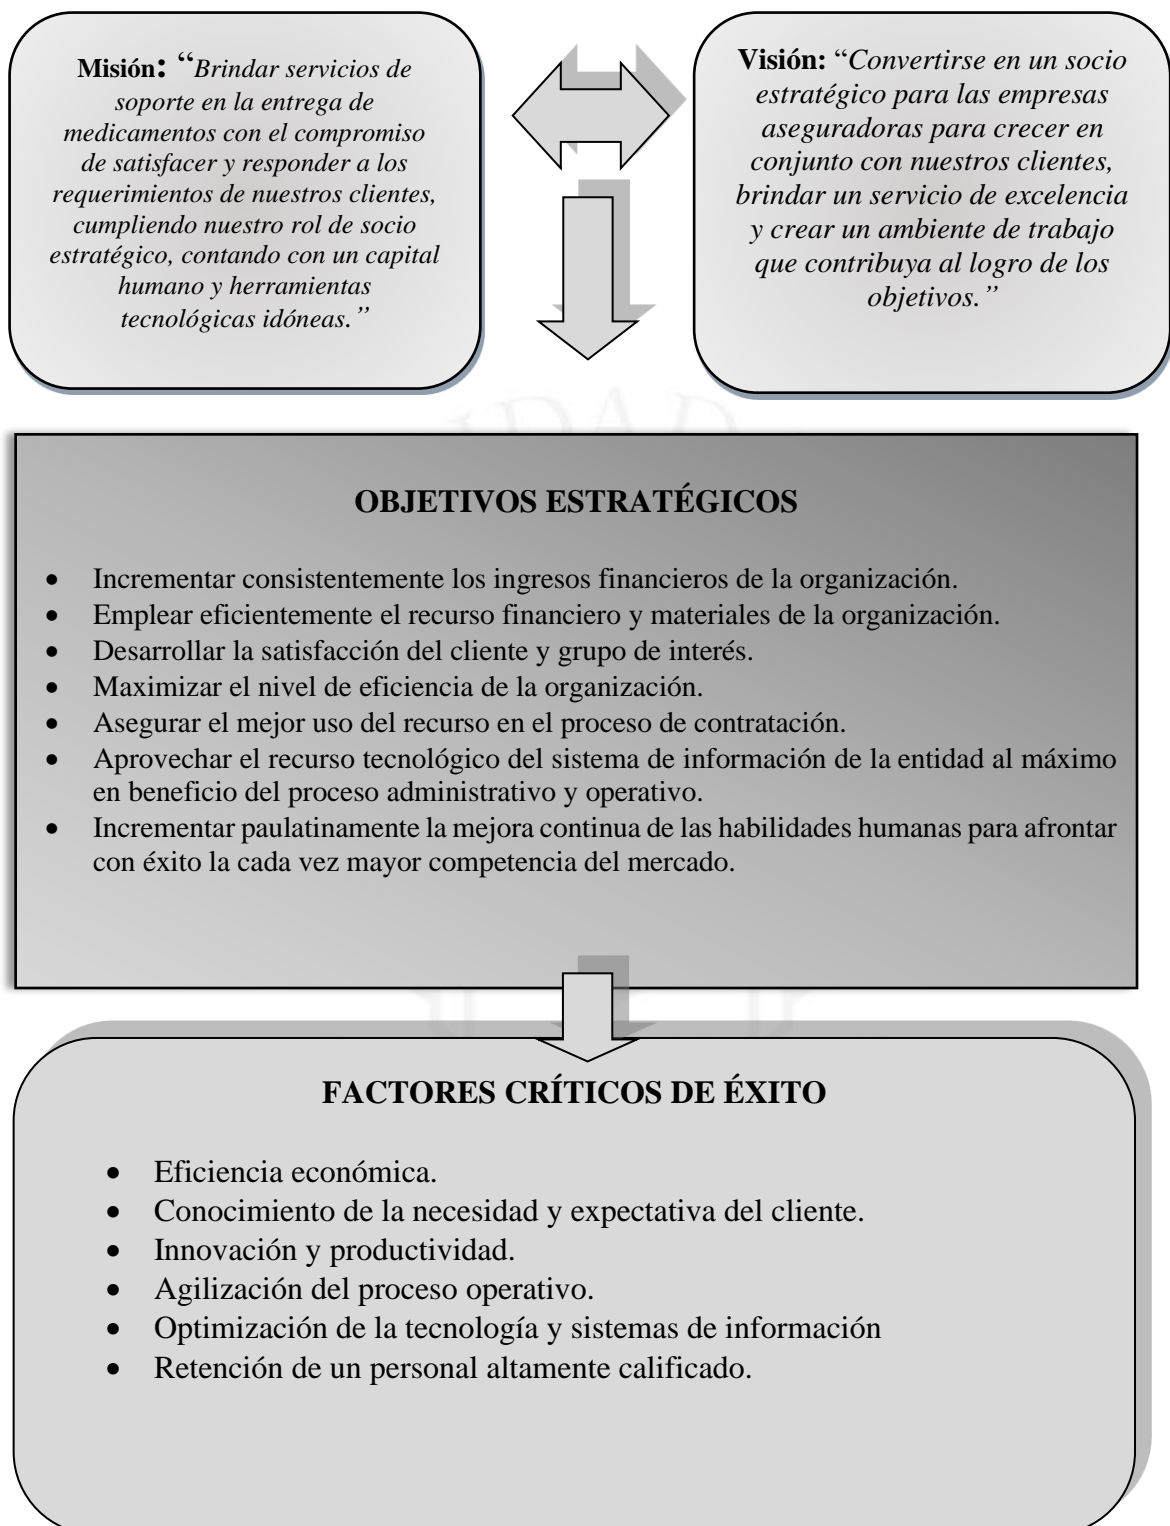 Misión: “Brindar servicios de
soporte en la entrega de
medicamentos con el compromiso
de satisfacer y responder a los
requerimientos de nuestros clientes,
cumpliendo nuestro rol de socio
estratégico, contando con un capital
humano y herramientas
tecnológicas idóneas.”
Visión: “Convertirse en un socio
estratégico para las empresas
aseguradoras para crecer en
conjunto con nuestros clientes,
brindar un servicio de excelencia
y crear un ambiente de trabajo
que contribuya al logro de los
objetivos.”
IDAD
OBJETIVOS ESTRATÉGICOS
• Incrementar consistentemente los ingresos financieros de la organización.
• Emplear eficientemente el recurso financiero y materiales de la organización.
• Desarrollar la satisfacción del cliente y grupo de interés.
• Maximizar el nivel de eficiencia de la organización.
• Asegurar el mejor uso del recurso en el proceso de contratación.
• Aprovechar el recurso tecnológico del sistema de información de la entidad al máximo
en beneficio del proceso administrativo y operativo.
• Incrementar paulatinamente la mejora continua de las habilidades humanas para afrontar
con éxito la cada vez mayor competencia del mercado.
FACTORES CRÍTICOS DE ÉXITO
• Eficiencia económica.
• Conocimiento de la necesidad y expectativa del cliente.
• Innovación y productividad.
• Agilización del proceso operativo.
• Optimización de la tecnología y sistemas de información
• Retención de un personal altamente calificado.